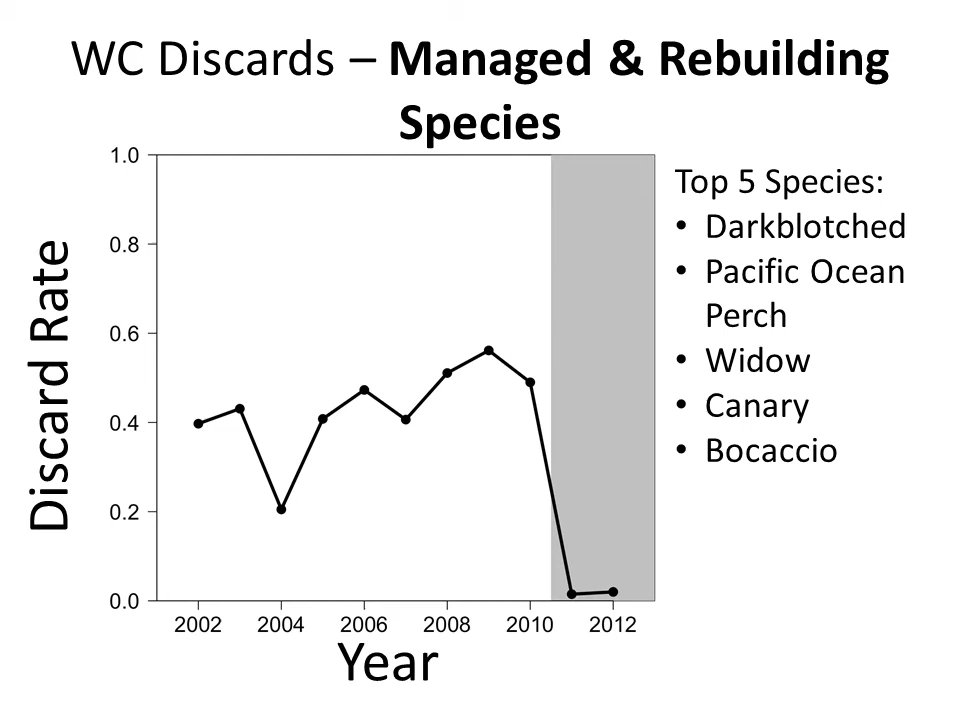 WC Discards – Managed & Rebuilding
Species
Discard Rate
1.0
0.8
0.6
0.4
0.2
0.0
2002 2004 2006 2008 2010 2012
Year
Top 5 Species:
• Darkblotched
• Pacific Ocean
Perch
• Widow
• Canary
• Bocaccio